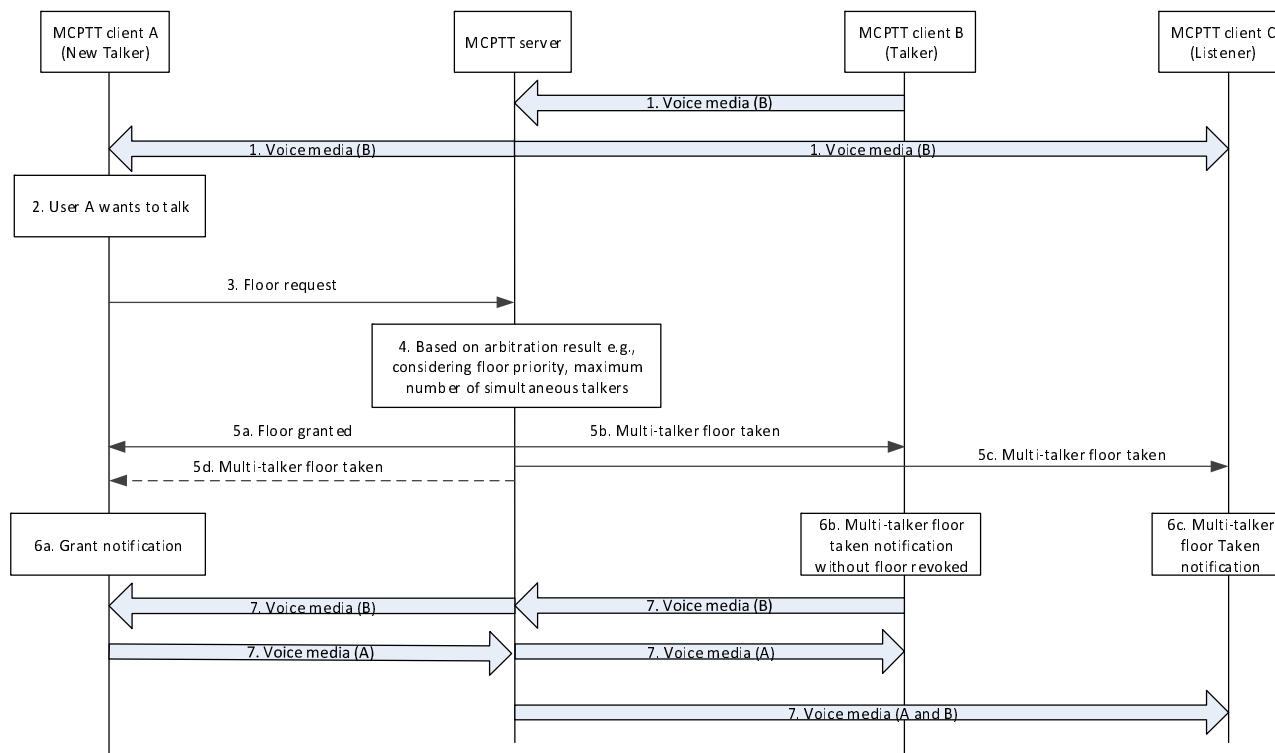 MCPTT client A
(New Talker)
MCPTT server
MCPTT client B
(Talker)
MCPTT client C
(Listener)
1. Voice media (B)
1. Voice media (B)
1. Voice media (B)
2. User A wants to talk
3. Floor request
4. Based on arbitration result e.g.,
considering floor priority, maximum
number of simultaneous talkers
5a. Floor granted
5b. Multi-talker floor taken
5c. Multi-talker floor taken
5d. Multi-talker floor taken
6a. Grant notification
6b. Multi-talker floor
taken notification
without floor revoked
6c. Multi-talker
floor Taken
notification
7. Voice media (B)
7. Voice media (B)
7. Voice media (A)
7. Voice media (A)
7. Voice media (A and B)